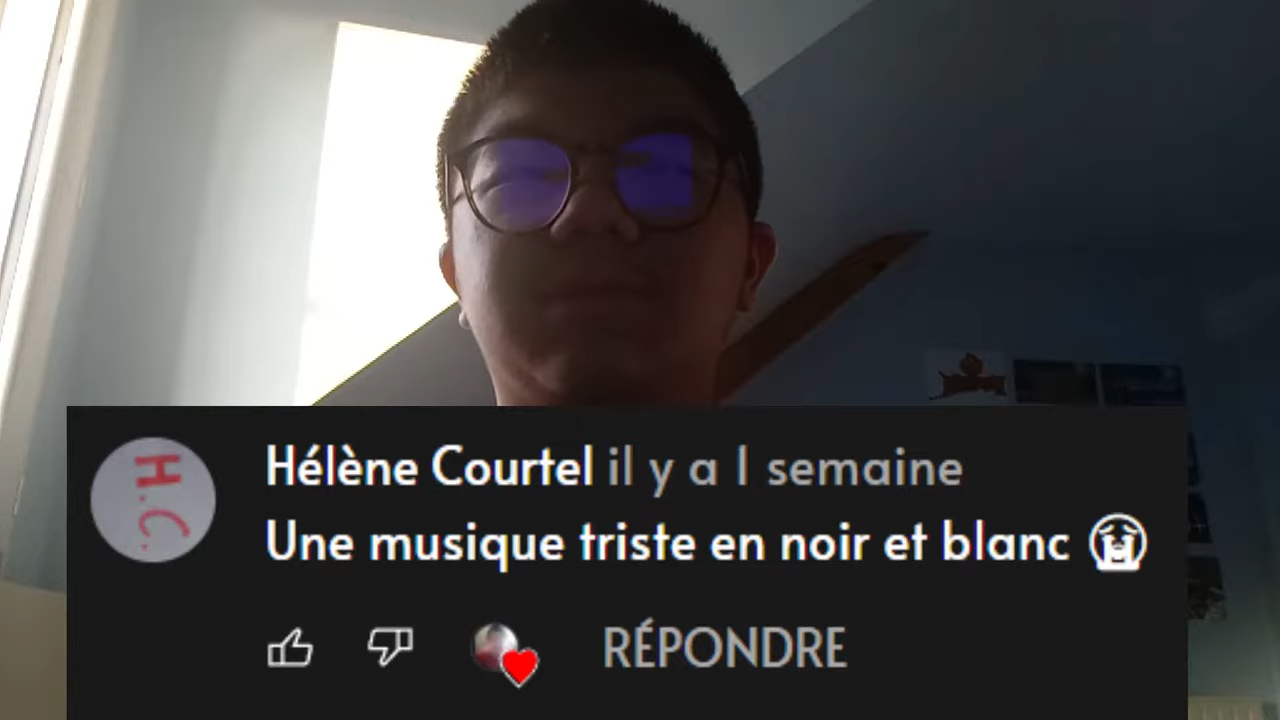 H.C.
Hélène Courtel il y a 1 semaine
Une musique triste en noir et blanc 😭
RÉPONDRE